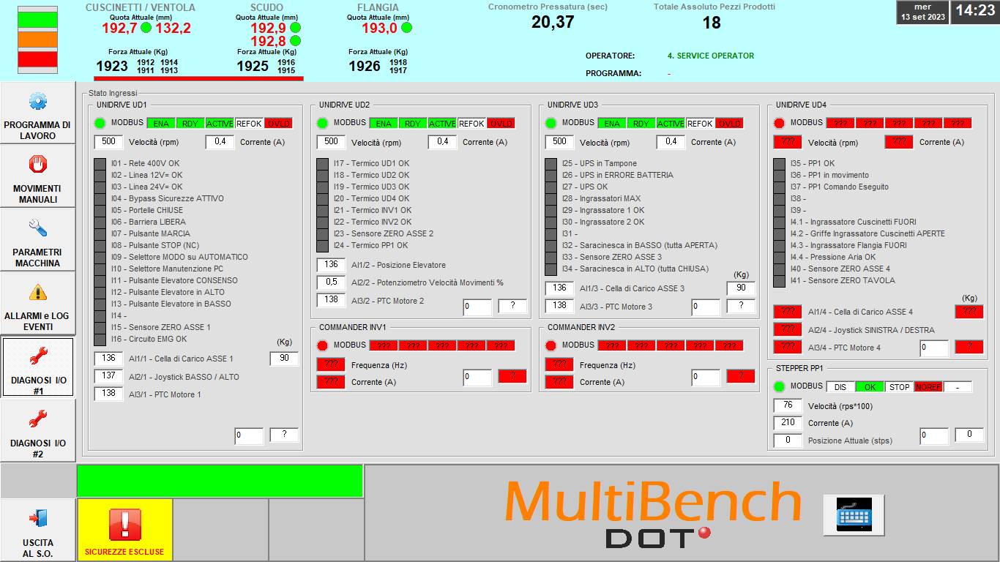 CUSCINETTI / VENTOLA
Quota Attuale (mm)
192,7 132,2
Forza Attuale (Kg)
1923 1912 1914
1911 1913
SCUDO
Quota Attuale (mm)
192,9
192,8
Forza Attuale (Kg)
1925 1916
1915
FLANGIA
Quota Attuale (mm)
193,0
Forza Attuale (Kg)
1926 1918
1917
Cronometro Pressatura (sec)
20,37
Totale Assoluto Pezzi Prodotti
18
OPERATORE: 4. SERVICE OPERATOR
PROGRAMMA: -
mer
13 set 2023
14:23
PROGRAMMA DI
LAVORO
MOVIMENTI
MANUALI
PARAMETRI
MACCHINA
ALLARMI e LOG
EVENTI
DIAGNOSI I/O
#1
DIAGNOSI I/O
#2
USCITA
AL S.O.
Stato Ingressi
UNIDRIVE UD1
MODBUS ENA RDY ACTIVE REFOK OVLD
500 Velocità (rpm) 0,4 Corrente (A)
I01 - Rete 400V OK
I02 - Linea 12V= OK
I03 - Linea 24V= OK
I04 - Bypass Sicurezze ATTIVO
I05 - Portelle CHIUSE
I06 - Barriera LIBERA
I07 - Pulsante MARCIA
I08 - Pulsante STOP (NC)
I09 - Selettore MODO su AUTOMATICO
I10 - Selettore Manutenzione PC
I11 - Pulsante Elevatore CONSENSO
I12 - Pulsante Elevatore in ALTO
I13 - Pulsante Elevatore in BASSO
I14 -
I15 - Sensore ZERO ASSE 1
I16 - Circuito EMG OK
(Kg)
136 AI1/1 - Cella di Carico ASSE 1 90
137 AI2/1 - Joystick BASSO / ALTO
138 AI3/1 - PTC Motore 1
0 ?
UNIDRIVE UD2
MODBUS ENA RDY ACTIVE REFOK OVLD
500 Velocità (rpm) 0,4 Corrente (A)
I17 - Termico UD1 OK
I18 - Termico UD2 OK
I19 - Termico UD3 OK
I20 - Termico UD4 OK
I21 - Termico INV1 OK
I22 - Termico INV2 OK
I23 - Sensore ZERO ASSE 2
I24 - Termico PP1 OK
136 AI1/2 - Posizione Elevatore
0,5 AI2/2 - Potenziometro Velocità Movimenti %
138 AI3/2 - PTC Motore 2
0 ?
COMMANDER INV1
MODBUS ??? ??? ??? ??? ???
??? Frequenza (Hz)
??? Corrente (A)
0 ?
UNIDRIVE UD3
MODBUS ENA RDY ACTIVE REFOK OVLD
500 Velocità (rpm) 0,4 Corrente (A)
I25 - UPS in Tampone
I26 - UPS in ERRORE BATTERIA
I27 - UPS OK
I28 - Ingrassatori MAX
I29 - Ingrassatore 1 OK
I30 - Ingrassatore 2 OK
I31 -
I32 - Saracinesca in BASSO (tutta APERTA)
I33 - Sensore ZERO ASSE 3
I34 - Saracinesca in ALTO (tutta CHIUSA)
(Kg)
136 AI1/3 - Cella di Carico ASSE 3 90
138 AI3/3 - PTC Motore 3
0 ?
COMMANDER INV2
MODBUS ??? ??? ??? ??? ???
??? Frequenza (Hz)
??? Corrente (A)
0 ?
UNIDRIVE UD4
MODBUS ??? ??? ??? ??? ???
??? Velocità (rpm) ??? Corrente (A)
I35 - PP1 OK
I36 - PP1 in movimento
I37 - PP1 Comando Eseguito
I38 -
I39 -
I4.1 - Ingrassatore Cuscinetti FUORI
I4.2 - Griffe Ingrassatore Cuscinetti APERTE
I4.3 - Ingrassatore Flangia FUORI
I4.4 - Pressione Aria OK
I40 - Sensore ZERO ASSE 4
I41 - Sensore ZERO TAVOLA
(Kg)
??? AI1/4 - Cella di Carico ASSE 4 ???
??? AI2/4 - Joystick SINISTRA / DESTRA
??? AI3/4 - PTC Motore 4 0 ?
STEPPER PP1
MODBUS DIS OK STOP NOREF -
76 Velocità (rps*100)
210 Corrente (A)
0 Posizione Attuale (stps) 0 0
SICUREZZE ESCLUSE
MultiBench
DOT